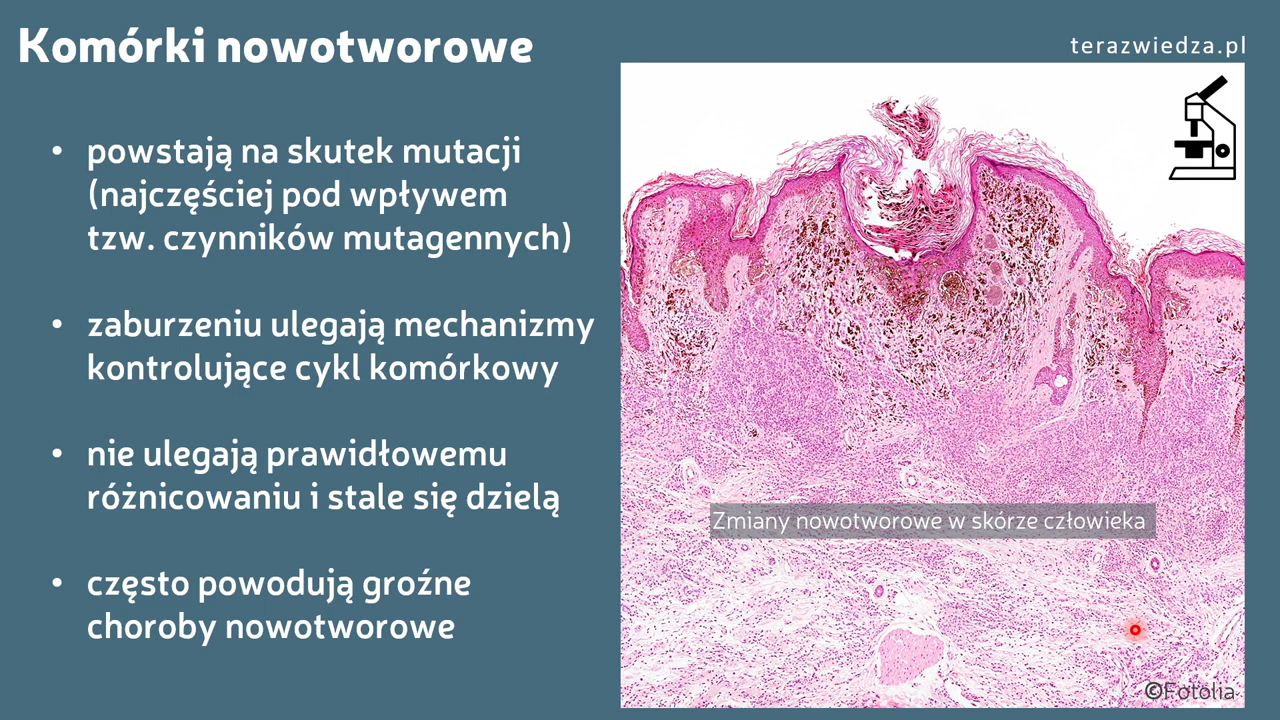 Komórki nowotworowe
terazwiedza.pl
• powstają na skutek mutacji
(najczęściej pod wpływem
tzw. czynników mutagennych)
• zaburzeniu ulegają mechanizmy
kontrolujące cykl komórkowy
• nie ulegają prawidłowemu
różnicowaniu i stale się dzielą
• często powodują groźne
choroby nowotworowe
Zmiany nowotworowe w skórze człowieka
©Fotolia